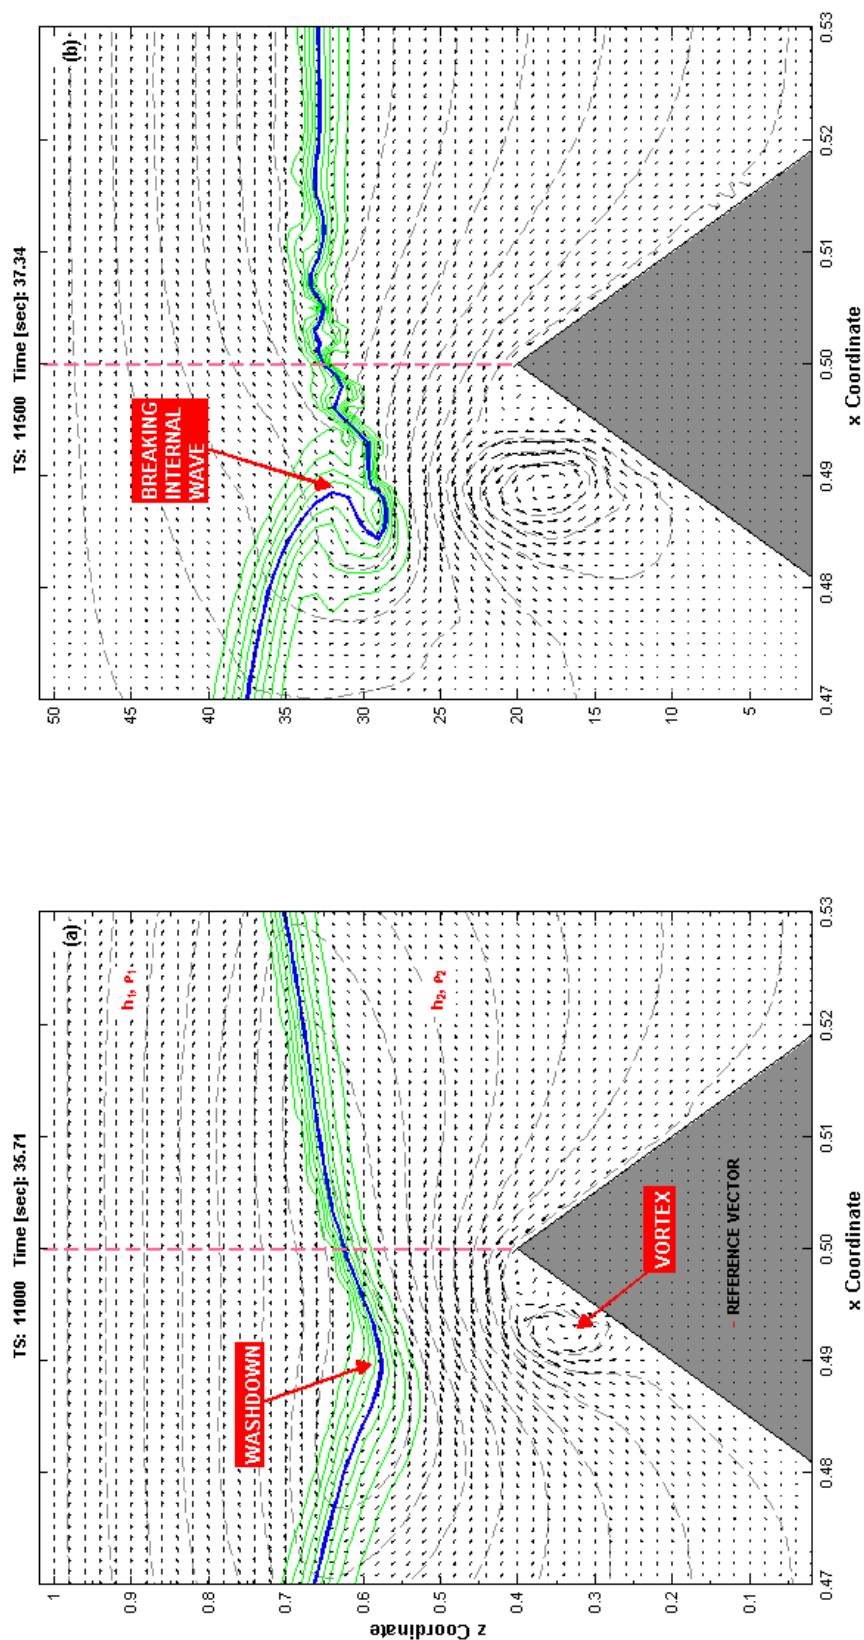 TS: 11000 Time [sec]: 35.71
(a)
h₁, ρ₁
h₂, ρ₂
WASHDOWN
VORTEX
REFERENCE VECTOR
z Coordinate
1
0.9
0.8
0.7
0.6
0.5
0.4
0.3
0.2
0.1
0.47
0.48
0.49
0.50
0.51
0.52
0.53
x Coordinate
TS: 11500 Time [sec]: 37.34
(b)
BREAKING
INTERNAL
WAVE
50
45
40
35
30
25
20
15
10
5
0.47
0.48
0.49
0.50
0.51
0.52
0.53
x Coordinate